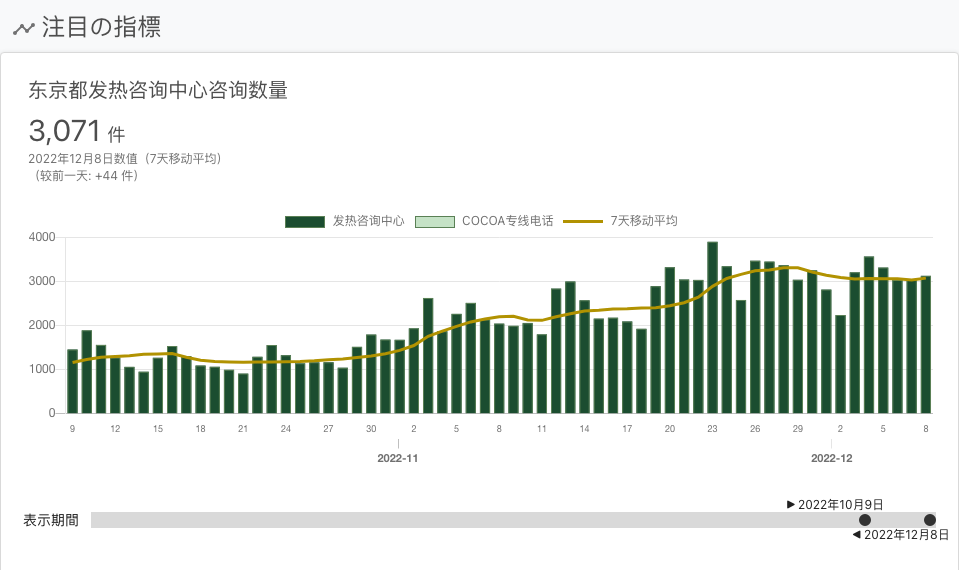 注目の指標
东京都发热咨询中心咨询数量
3,071 件
2022年12月8日数值（7天移动平均）
（较前一天: +44 件）
发热咨询中心 COCOA专线电话 7天移动平均
4000
3000
2000
1000
0
9 12 15 18 21 24 27 30 2 5 8 11 14 17 20 23 26 29 2 5 8
2022-11 2022-12
2022年10月9日
表示期間
2022年12月8日